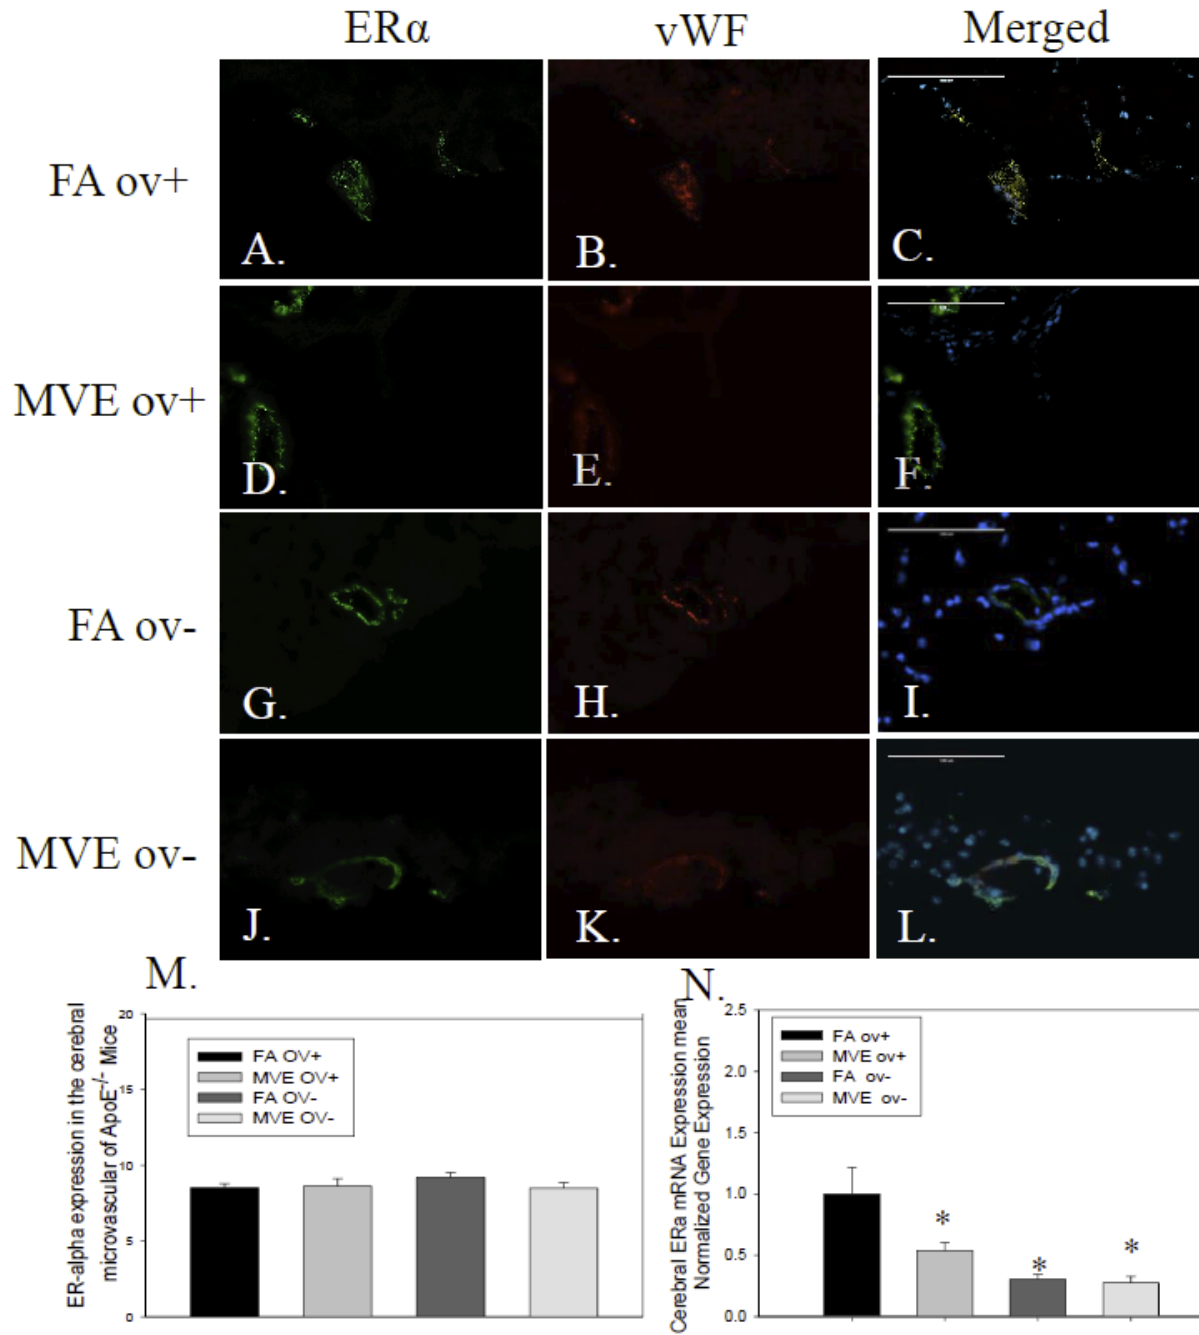 ERα vWF Merged
FA ov+
A. B. C.
MVE ov+
D. E. F.
FA ov-
G. H. I.
MVE ov-
J. K. L.
M.
ER-alpha expression in the cerebral
microvascular of ApoE-/- Mice
20
15
10
5
0
FA OV+
MVE OV+
FA OV-
MVE OV-
N.
Cerebral ERa mRNA Expression mean
Normalized Gene Expression
2.5
2.0
1.5
1.0
0.5
0.0
FA ov+
MVE ov+
FA ov-
MVE ov-
* * *